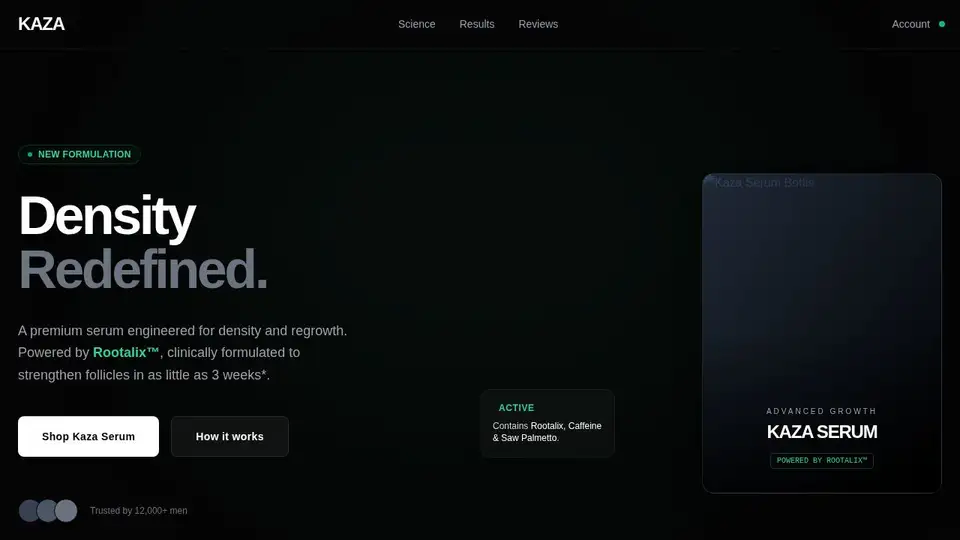 KAZA
Science
Results
Reviews
Account
NEW FORMULATION
Density
Redefined.
A premium serum engineered for density and regrowth.
Powered by Rootalix™, clinically formulated to
strengthen follicles in as little as 3 weeks*.
Shop Kaza Serum
How it works
Trusted by 12,000+ men
ACTIVE
Contains Rootalix, Caffeine
& Saw Palmetto.
Kaza Serum Bottle
ADVANCED GROWTH
KAZA SERUM
POWERED BY ROOTALIX™